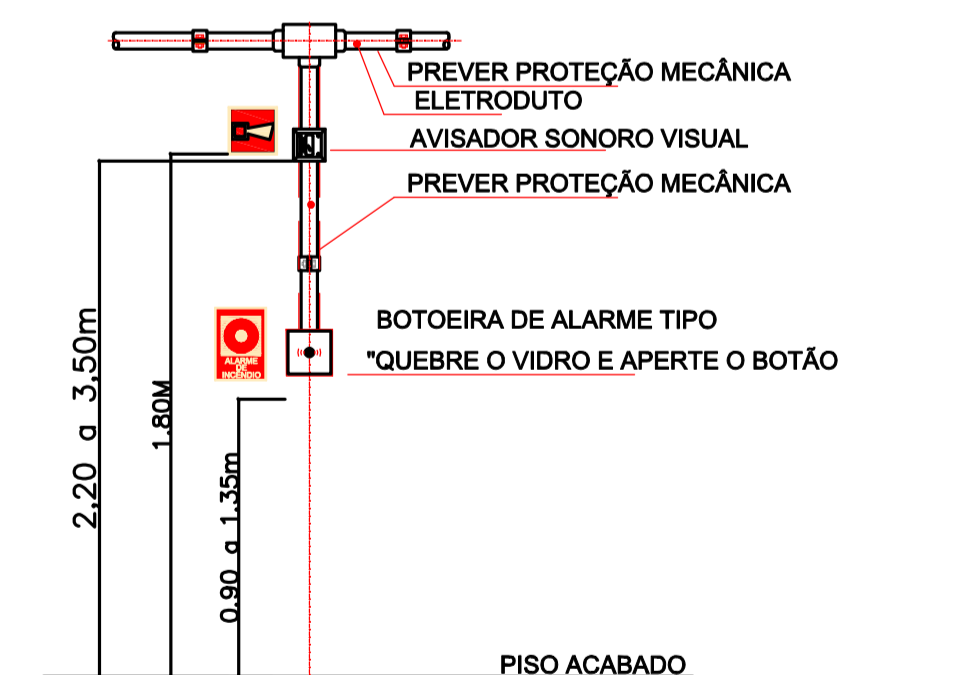 PREVER PROTEÇÃO MECÂNICA
ELETRODUTO
AVISADOR SONORO VISUAL
PREVER PROTEÇÃO MECÂNICA
BOTOEIRA DE ALARME TIPO
"QUEBRE O VIDRO E APERTE O BOTÃO
ALARME
DE
INCÊNDIO
2,20 a 3,50m
1.80M
0.90 a 1.35m
PISO ACABADO